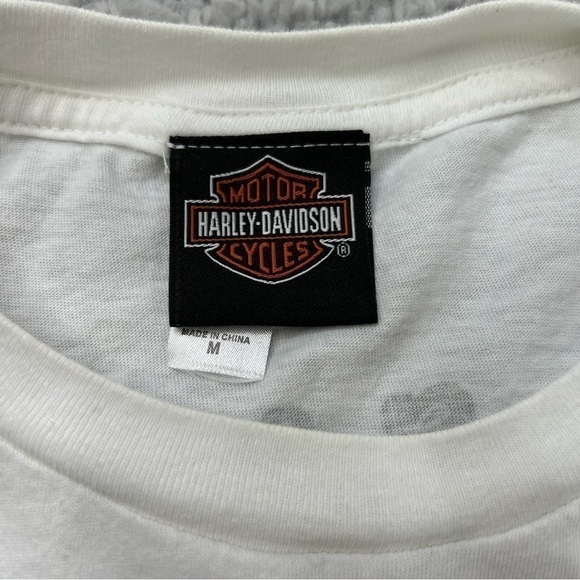 MOTOR
HARLEY-DAVIDSON
CYCLES
®
MADE IN CHINA
M